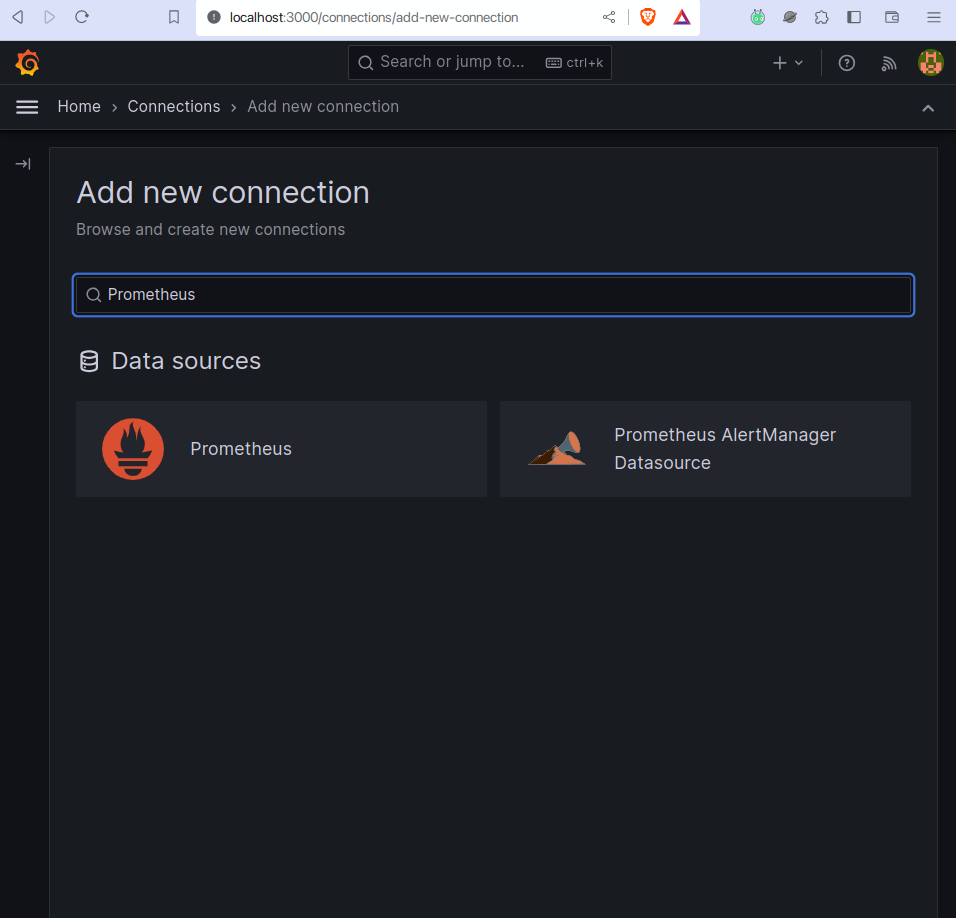 localhost:3000/connections/add-new-connection
Search or jump to... ctrl+k
Home › Connections › Add new connection
Add new connection
Browse and create new connections
Prometheus
Data sources
Prometheus
Prometheus AlertManager
Datasource